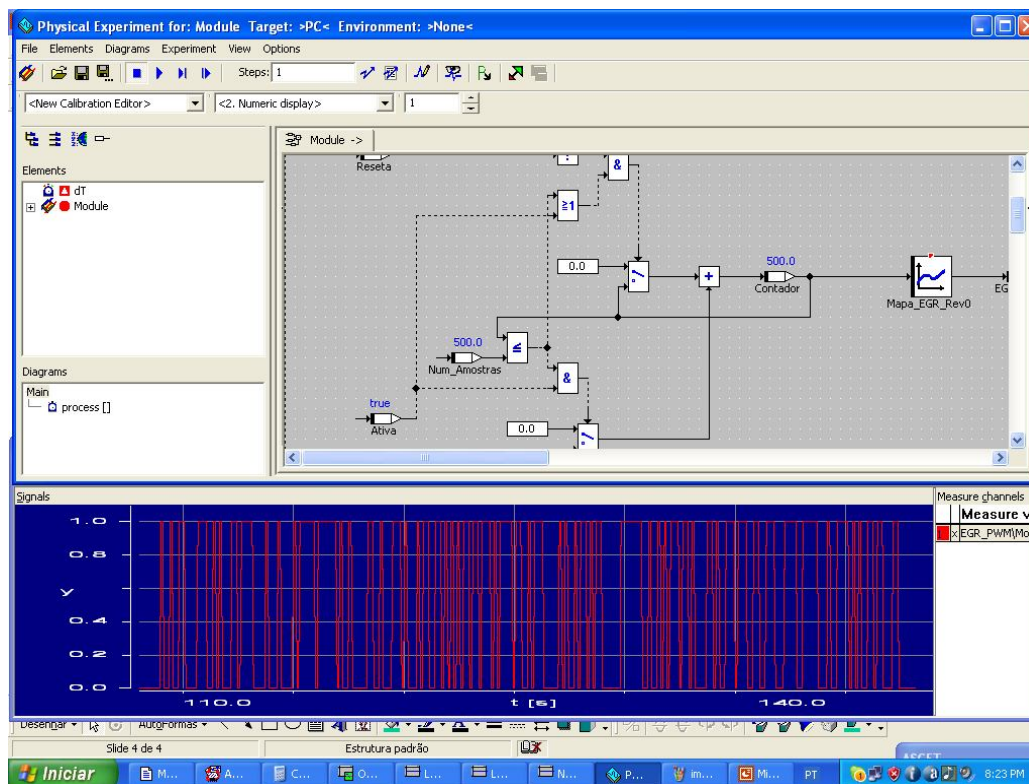 Physical Experiment for: Module Target: >PC< Environment: >None<
File Elements Diagrams Experiment View Options
Steps: 1
<New Calibration Editor> <2. Numeric display> 1
Module ->
Elements
dT
Module
Diagrams
Main
process []
Reseta
&
≥1
0.0
+
500.0
Contador
Mapa_EGR_Rev0
EG
500.0
Num_Amostras
≤
&
true
Ativa
0.0
Signals
Measure channels
Measure v
x EGR_PWM\Mo
1.0
0.8
y
0.4
0.2
0.0
110.0 t [s] 140.0
Desenhar AutoFormas
Slide 4 de 4 Estrutura padrão
ASCET
Iniciar M... A... C... O... L... L... N... P... im... Mi... PT 8:23 PM